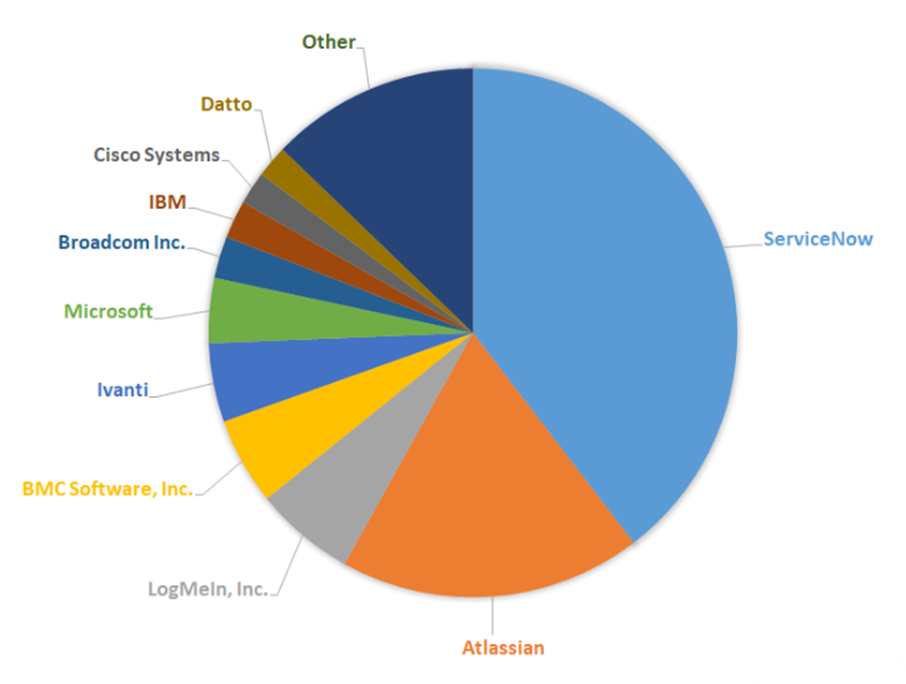 Other
Datto
Cisco Systems
IBM
Broadcom Inc.
ServiceNow
Microsoft
Ivanti
BMC Software, Inc.
LogMeIn, Inc.
Atlassian